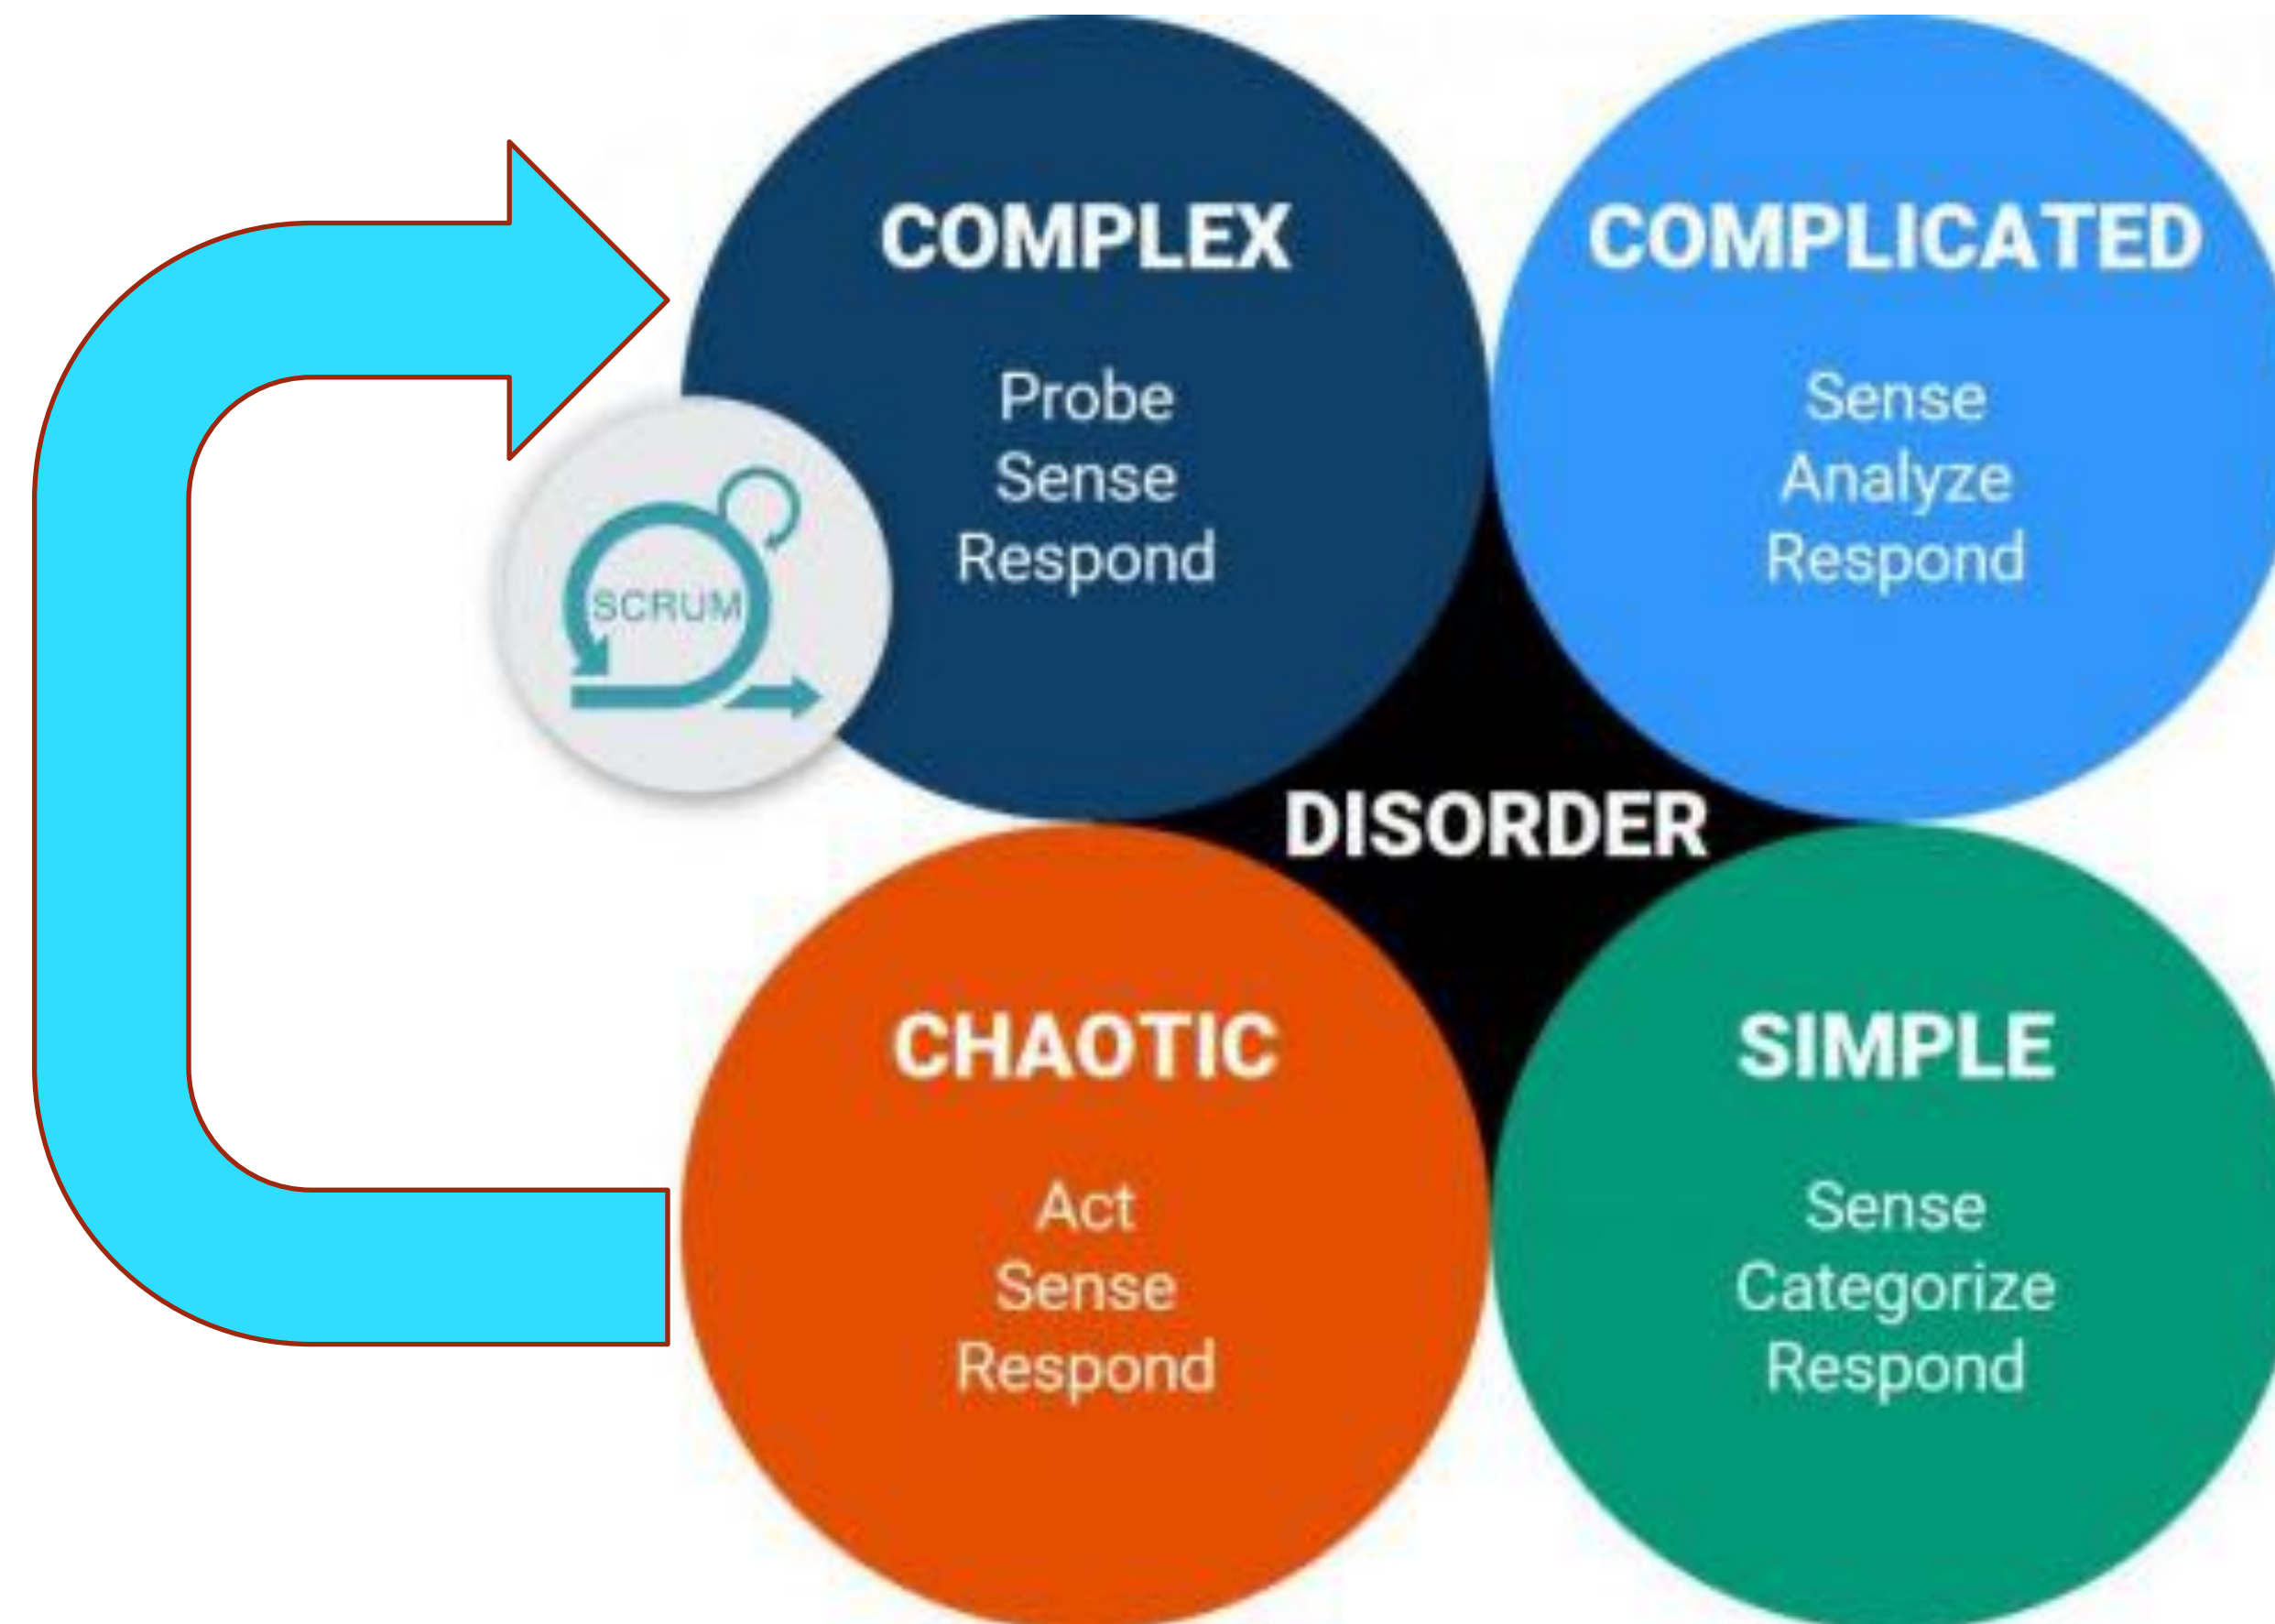 COMPLEX
Probe
Sense
Respond
SCRUM
COMPLICATED
Sense
Analyze
Respond
DISORDER
CHAOTIC
Act
Sense
Respond
SIMPLE
Sense
Categorize
Respond